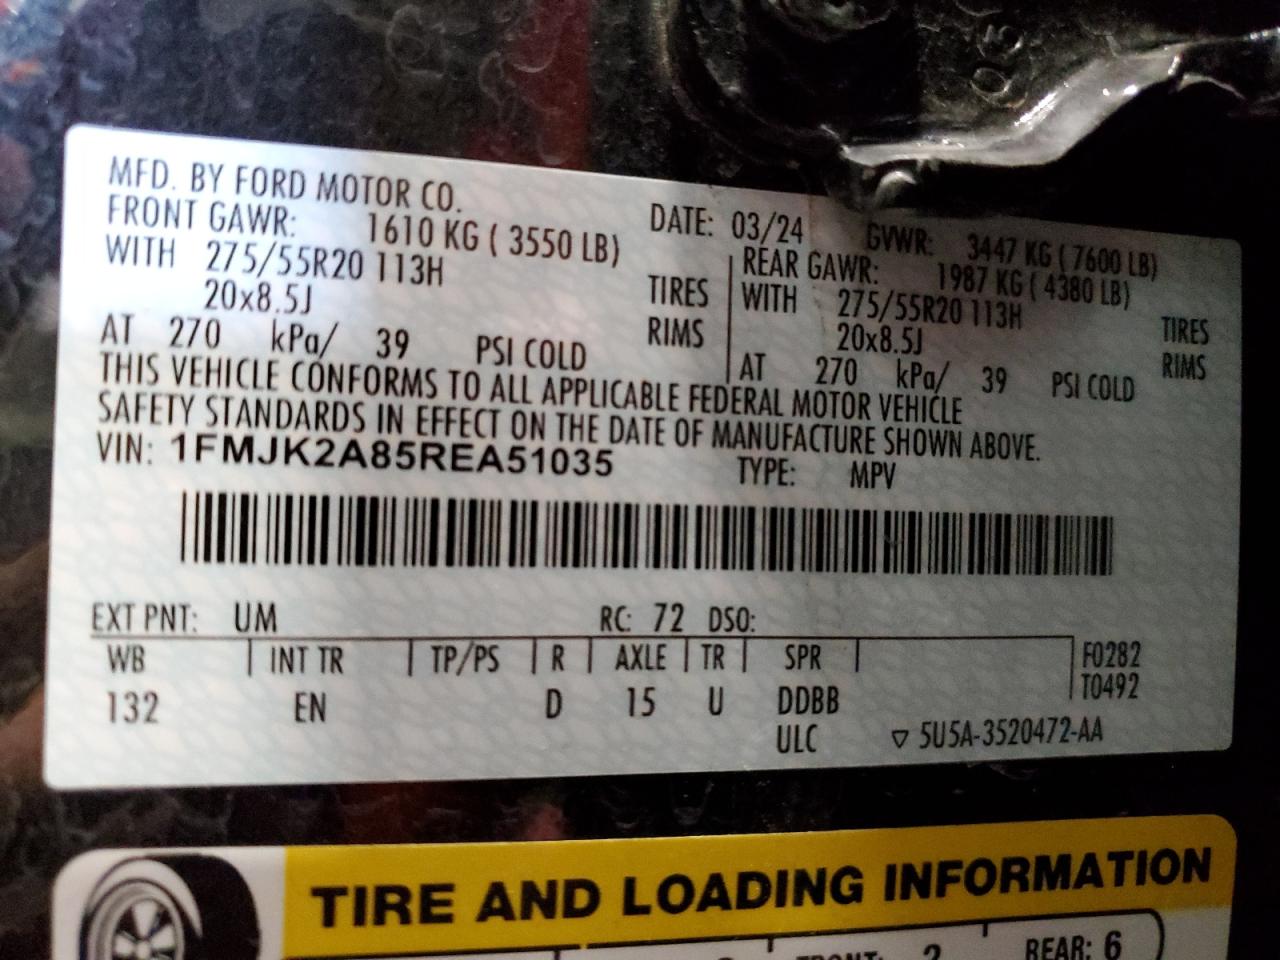 MFD. BY FORD MOTOR CO.
DATE: 03/24 GVWR: 3447 KG ( 7600 LB)
FRONT GAWR: 1610 KG ( 3550 LB)
WITH 275/55R20 113H TIRES
20x8.5J RIMS
AT 270 kPa/ 39 PSI COLD
REAR GAWR: 1987 KG ( 4380 LB)
WITH 275/55R20 113H TIRES
20x8.5J RIMS
AT 270 kPa/ 39 PSI COLD
THIS VEHICLE CONFORMS TO ALL APPLICABLE FEDERAL MOTOR VEHICLE
SAFETY STANDARDS IN EFFECT ON THE DATE OF MANUFACTURE SHOWN ABOVE.
VIN: 1FMJK2A85REA51035 TYPE: MPV
EXT PNT: UM RC: 72 DSO:
WB INT TR TP/PS R AXLE TR SPR F0282
T0492
132 EN D 15 U DDBB
ULC ▽ 5U5A-3520472-AA
TIRE AND LOADING INFORMATION
FRONT: 2 REAR: 6